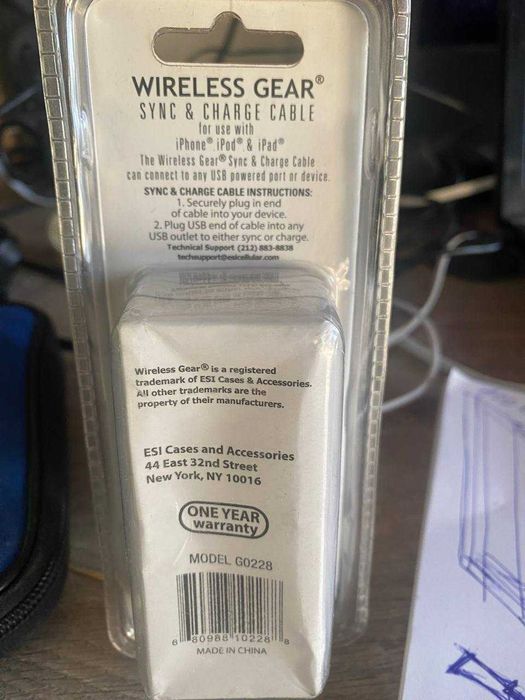 WIRELESS GEAR®
SYNC & CHARGE CABLE
for use with
iPhone® iPod® & iPad®
The Wireless Gear® Sync & Charge Cable
can connect to any USB powered port or device.
SYNC & CHARGE CABLE INSTRUCTIONS:
1. Securely plug in end
of cable into your device.
2. Plug USB end of cable into any
USB outlet to either sync or charge.
Technical Support (212) 883-8838
techsupport@esicellular.com
Wireless Gear® is a registered
trademark of ESI Cases & Accessories.
All other trademarks are the
property of their manufacturers.
ESI Cases and Accessories
44 East 32nd Street
New York, NY 10016
ONE YEAR
warranty
MODEL G0228
6 80988 10228 8
MADE IN CHINA